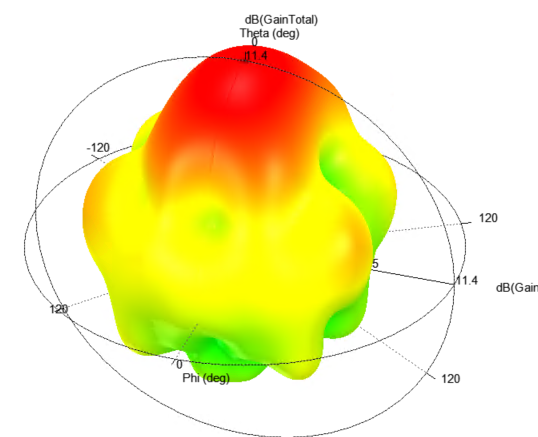 dB(GainTotal)
Theta (deg)
0
11.4
-120
120
5
11.4
dB(Gain
120
0
Phi (deg)
120